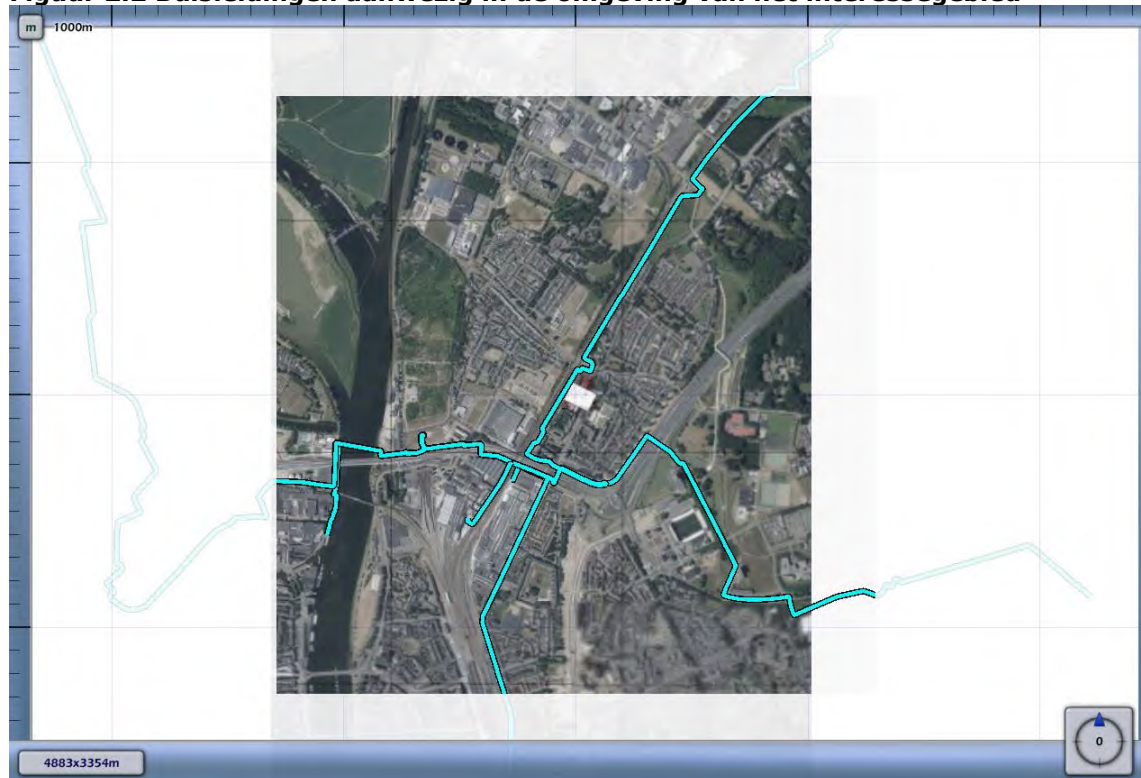 Figuur 2.2 Buisleidingen aanwezig in de omgeving van het interessegebied
m
1000m
0
4883x3354m